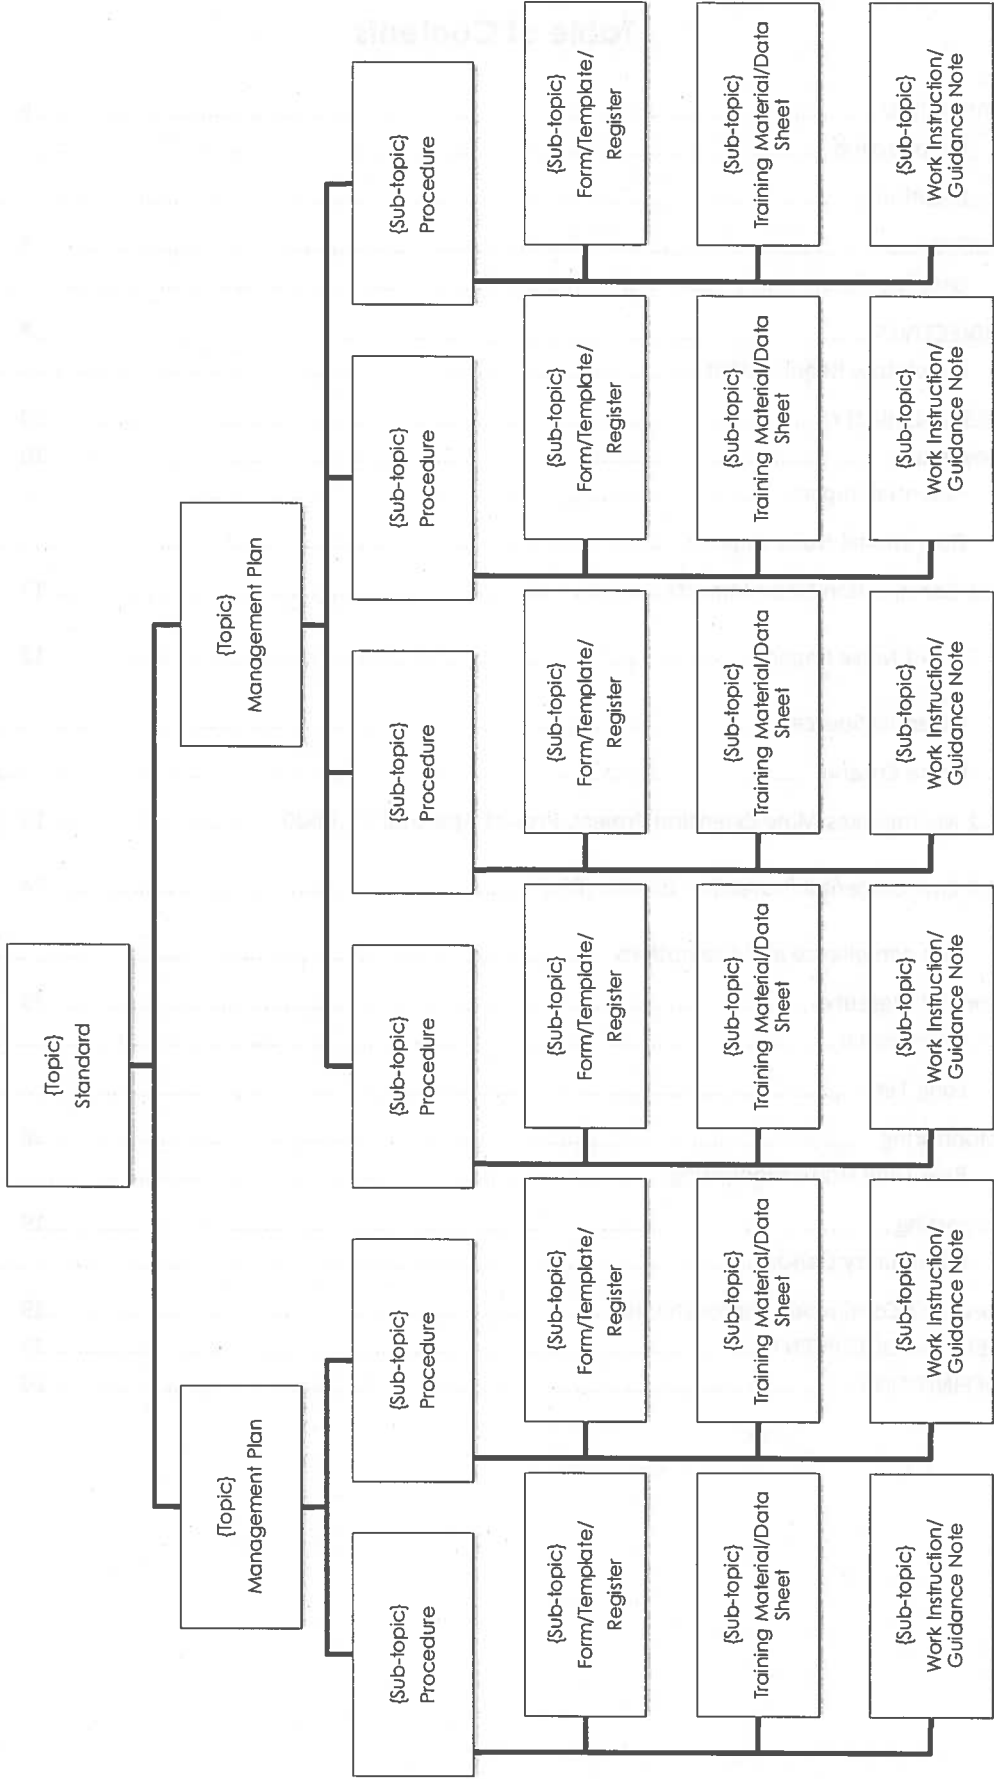 {Topic}
Standard
{Topic}
Management Plan
{Topic}
Management Plan
{Sub-topic}
Procedure
{Sub-topic}
Procedure
{Sub-topic}
Procedure
{Sub-topic}
Procedure
{Sub-topic}
Procedure
{Sub-topic}
Procedure
{Sub-topic}
Form/Template/
Register
{Sub-topic}
Form/Template/
Register
{Sub-topic}
Form/Template/
Register
{Sub-topic}
Form/Template/
Register
{Sub-topic}
Form/Template/
Register
{Sub-topic}
Form/Template/
Register
{Sub-topic}
Training Material/Data
Sheet
{Sub-topic}
Training Material/Data
Sheet
{Sub-topic}
Training Material/Data
Sheet
{Sub-topic}
Training Material/Data
Sheet
{Sub-topic}
Training Material/Data
Sheet
{Sub-topic}
Training Material/Data
Sheet
{Sub-topic}
Work Instruction/
Guidance Note
{Sub-topic}
Work Instruction/
Guidance Note
{Sub-topic}
Work Instruction/
Guidance Note
{Sub-topic}
Work Instruction/
Guidance Note
{Sub-topic}
Work Instruction/
Guidance Note
{Sub-topic}
Work Instruction/
Guidance Note